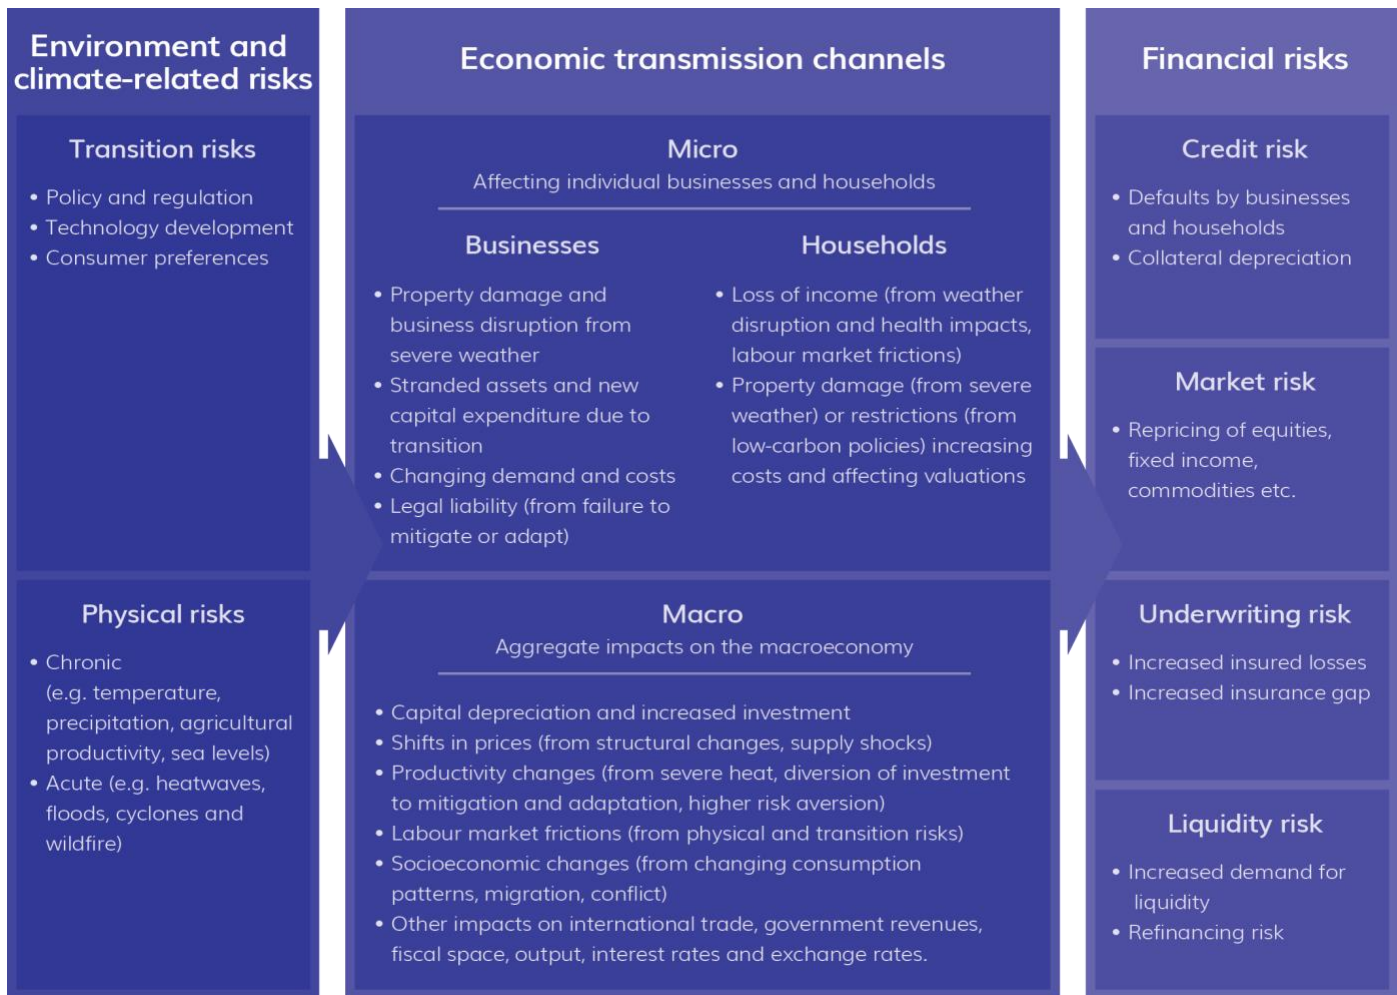 Environment and
climate-related risks
Transition risks
• Policy and regulation
• Technology development
• Consumer preferences
Physical risks
• Chronic
(e.g. temperature,
precipitation, agricultural
productivity, sea levels)
• Acute (e.g. heatwaves,
floods, cyclones and
wildfire)
Economic transmission channels
Micro
Affecting individual businesses and households
Businesses
• Property damage and
business disruption from
severe weather
• Stranded assets and new
capital expenditure due to
transition
• Changing demand and costs
• Legal liability (from failure to
mitigate or adapt)
Households
• Loss of income (from weather
disruption and health impacts,
labour market frictions)
• Property damage (from severe
weather) or restrictions (from
low-carbon policies) increasing
costs and affecting valuations
Macro
Aggregate impacts on the macroeconomy
• Capital depreciation and increased investment
• Shifts in prices (from structural changes, supply shocks)
• Productivity changes (from severe heat, diversion of investment
to mitigation and adaptation, higher risk aversion)
• Labour market frictions (from physical and transition risks)
• Socioeconomic changes (from changing consumption
patterns, migration, conflict)
• Other impacts on international trade, government revenues,
fiscal space, output, interest rates and exchange rates.
Financial risks
Credit risk
• Defaults by businesses
and households
• Collateral depreciation
Market risk
• Repricing of equities,
fixed income,
commodities etc.
Underwriting risk
• Increased insured losses
• Increased insurance gap
Liquidity risk
• Increased demand for
liquidity
• Refinancing risk